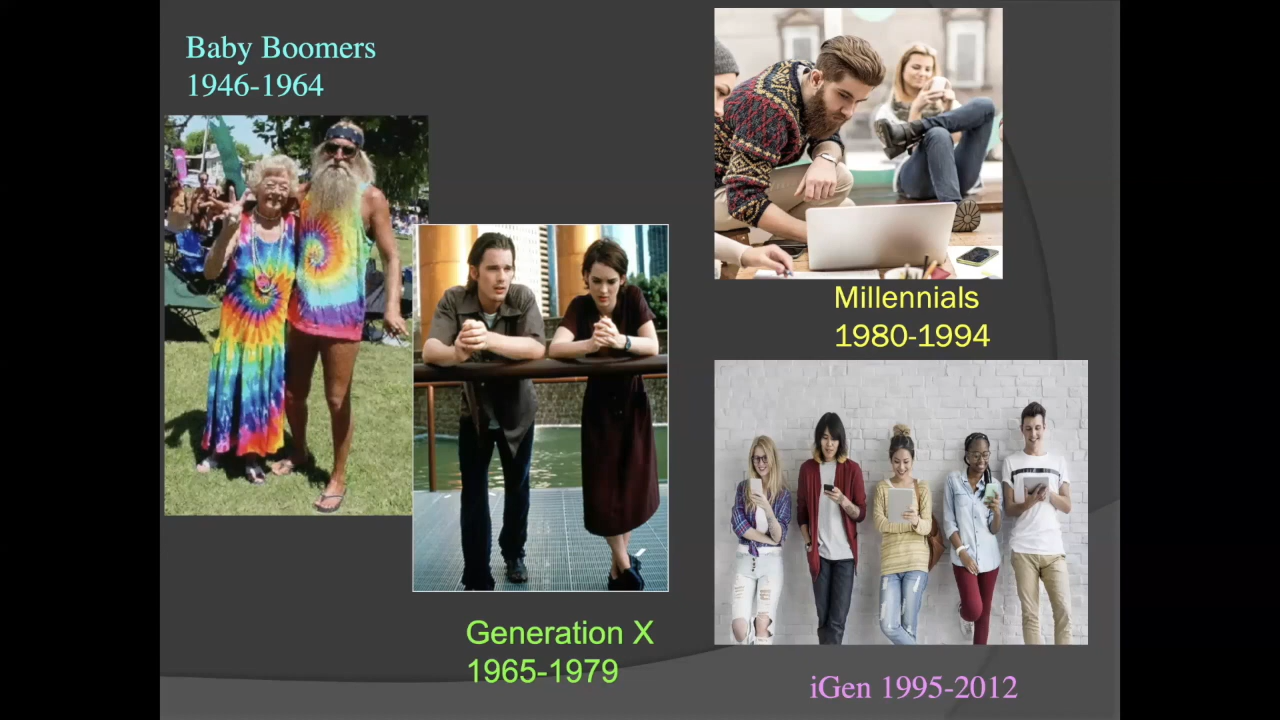 Baby Boomers
1946-1964
Generation X
1965-1979
Millennials
1980-1994
iGen 1995-2012